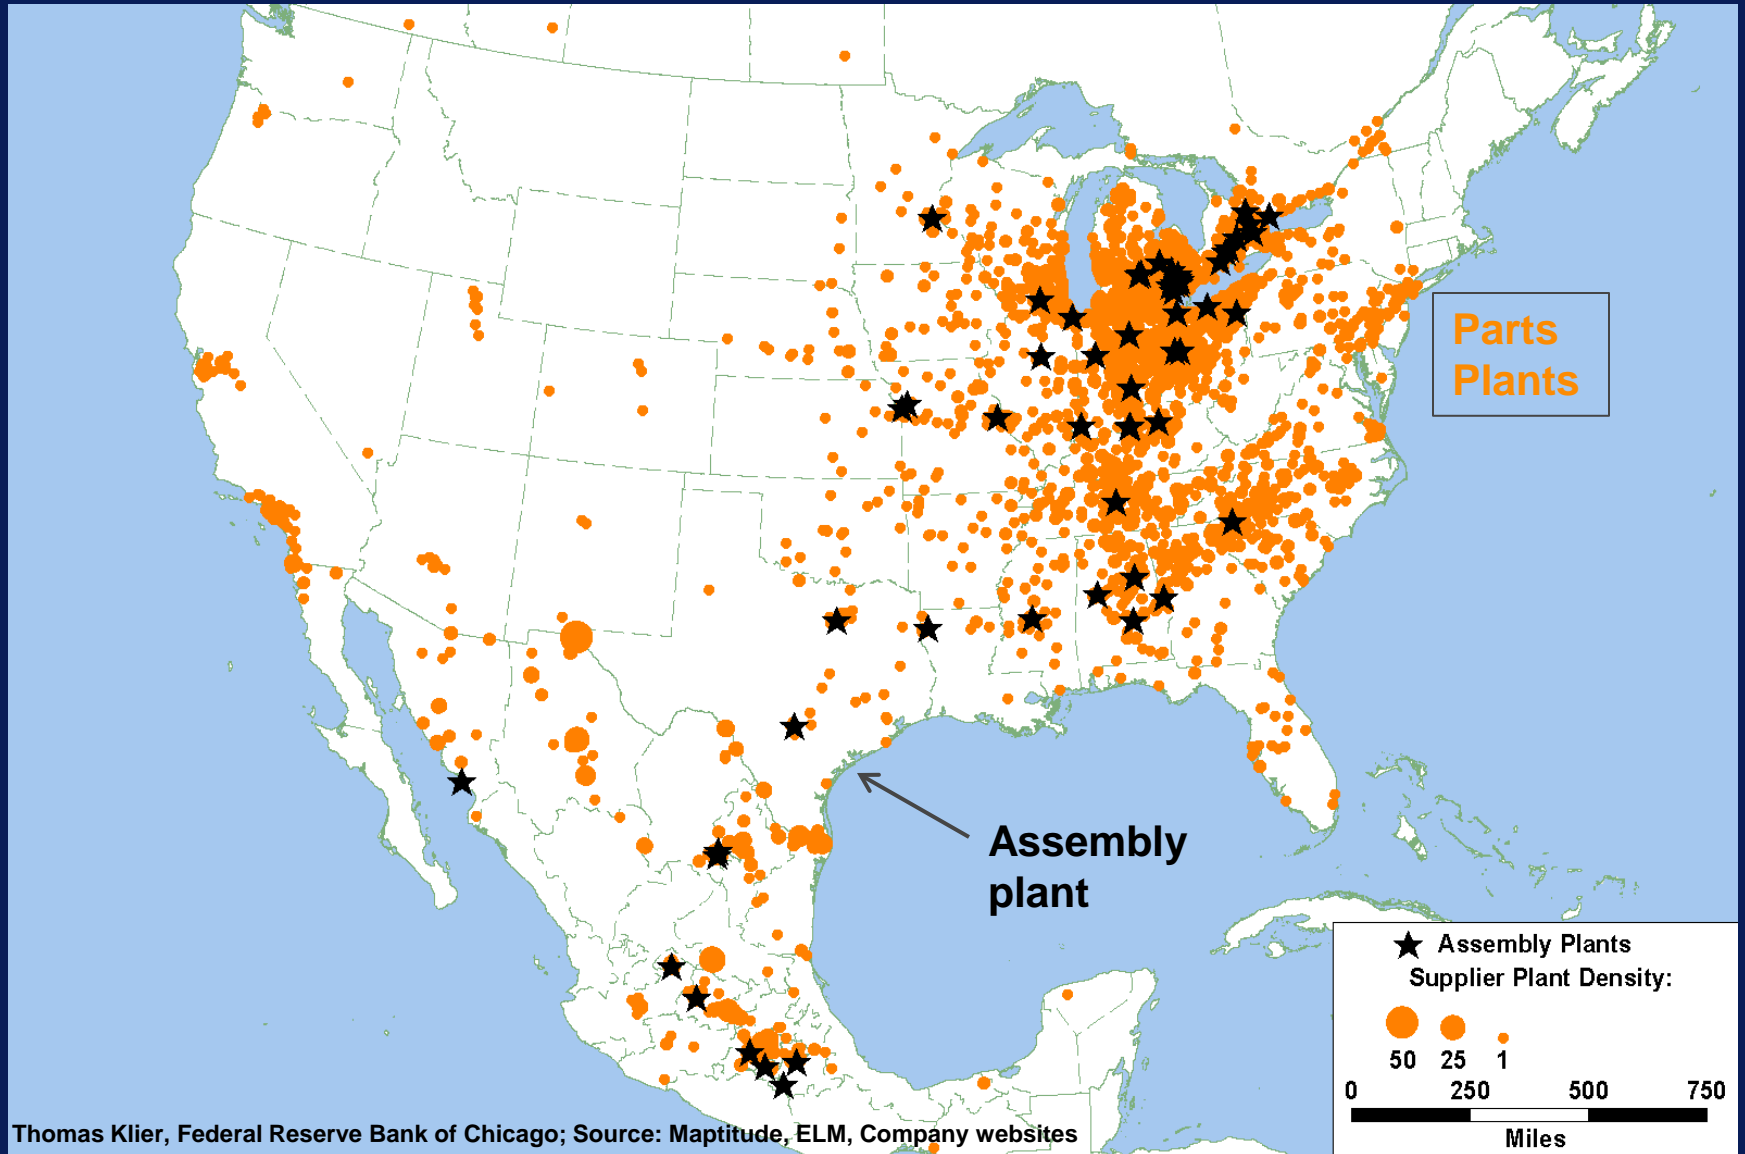 Parts
Plants
Assembly
plant
Assembly Plants
Supplier Plant Density:
50 25 1
0 250 500 750
Miles
Thomas Klier, Federal Reserve Bank of Chicago; Source: Maptitude, ELM, Company websites